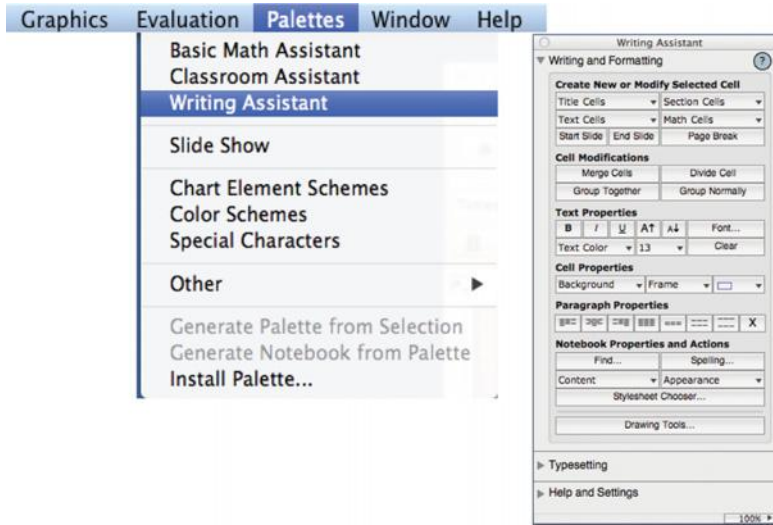 Graphics Evaluation Palettes Window Help
Basic Math Assistant
Classroom Assistant
Writing Assistant
Slide Show
Chart Element Schemes
Color Schemes
Special Characters
Other
Generate Palette from Selection
Generate Notebook from Palette
Install Palette...
Writing Assistant
Writing and Formatting ?
Create New or Modify Selected Cell
Title Cells Section Cells
Text Cells Math Cells
Start Slide End Slide Page Break
Cell Modifications
Merge Cells Divide Cell
Group Together Group Normally
Text Properties
B I U A↑ A↓ Font...
Text Color 13 Clear
Cell Properties
Background Frame
Paragraph Properties
X
Notebook Properties and Actions
Find... Spelling...
Content Appearance
Stylesheet Chooser...
Drawing Tools...
Typesetting
Help and Settings
100%